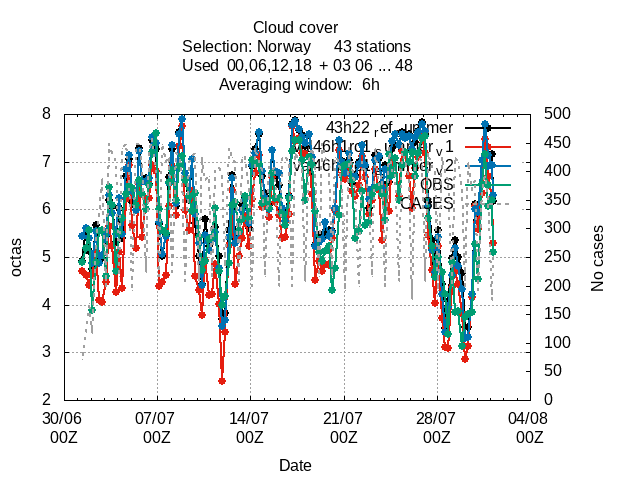 Cloud cover
Selection: Norway 43 stations
Used 00,06,12,18 + 03 06 ... 48
Averaging window: 6h
8 500
450
7 400
350
6 300
octas 5 250 No cases
200
4 150
3 100
50
2 0
30/06 07/07 14/07 21/07 28/07 04/08
00Z 00Z 00Z 00Z 00Z 00Z
Date
OBS
CASES